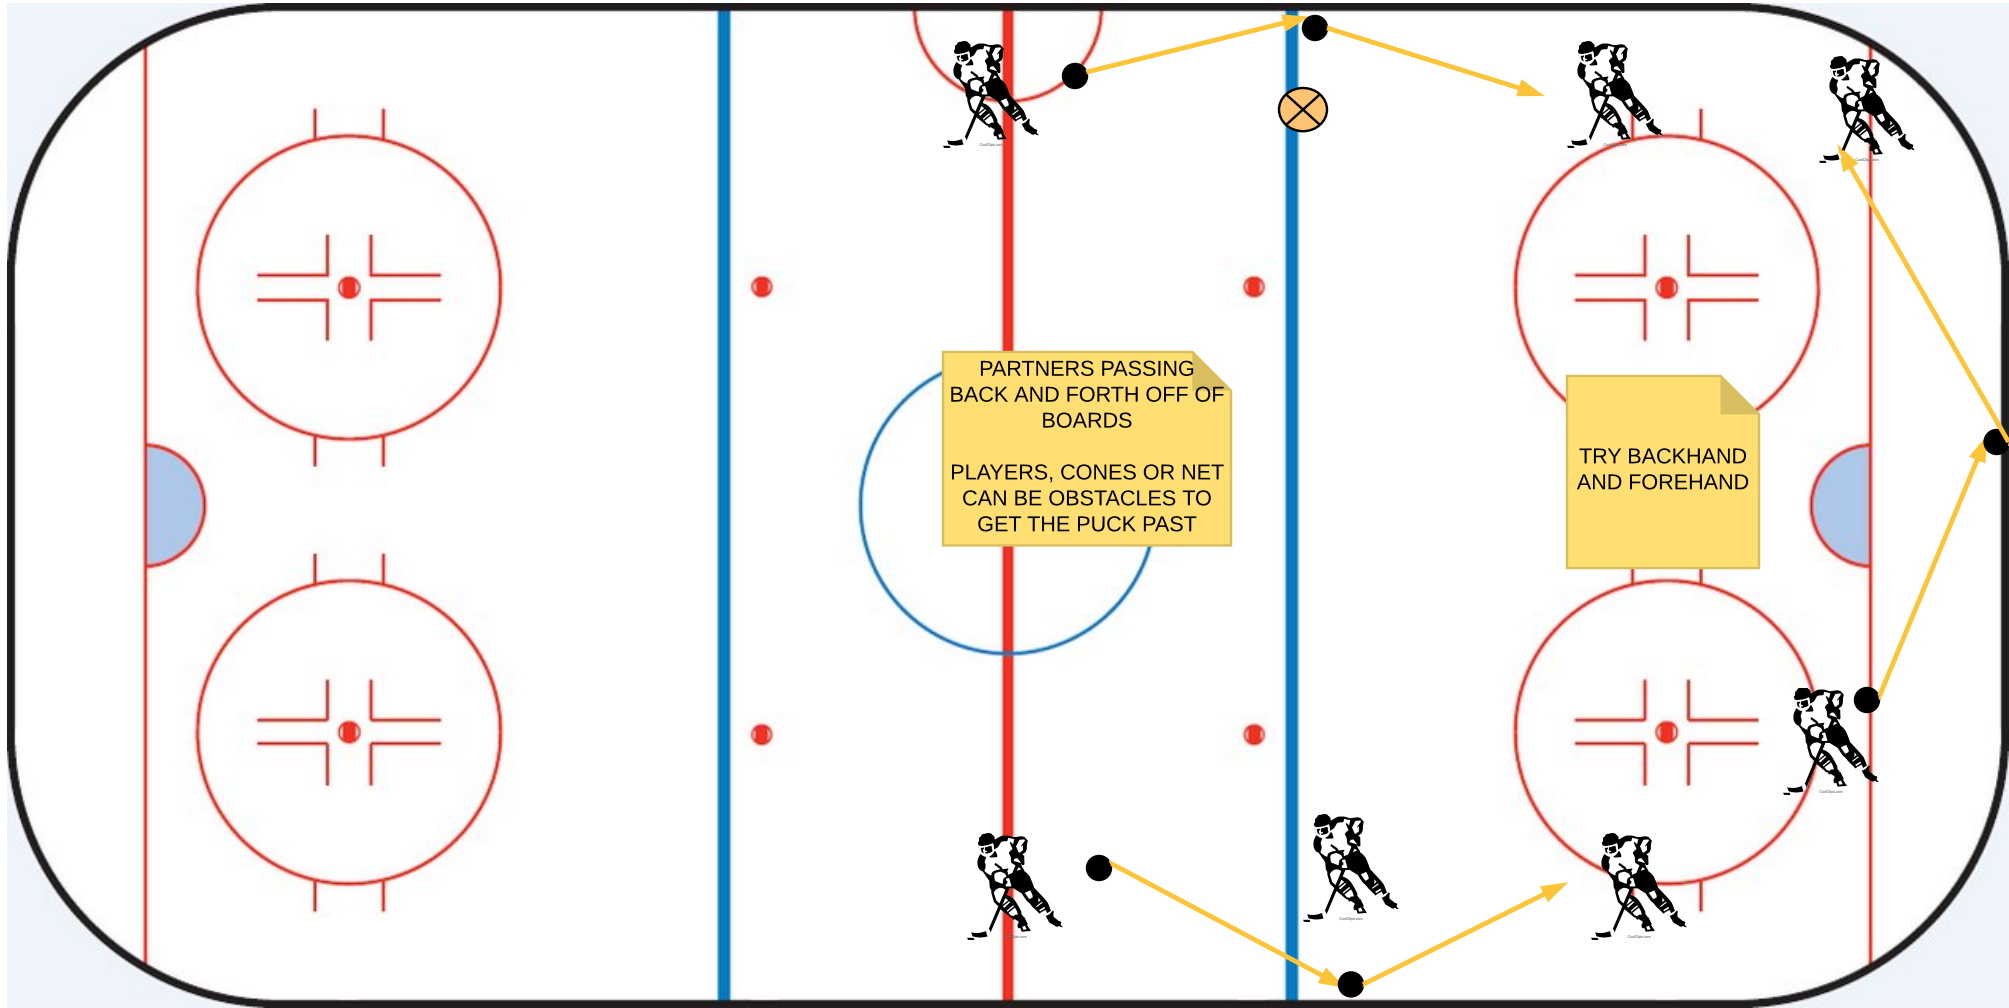 PARTNERS PASSING
BACK AND FORTH OFF OF
BOARDS
PLAYERS, CONES OR NET
CAN BE OBSTACLES TO
GET THE PUCK PAST
TRY BACKHAND
AND FOREHAND